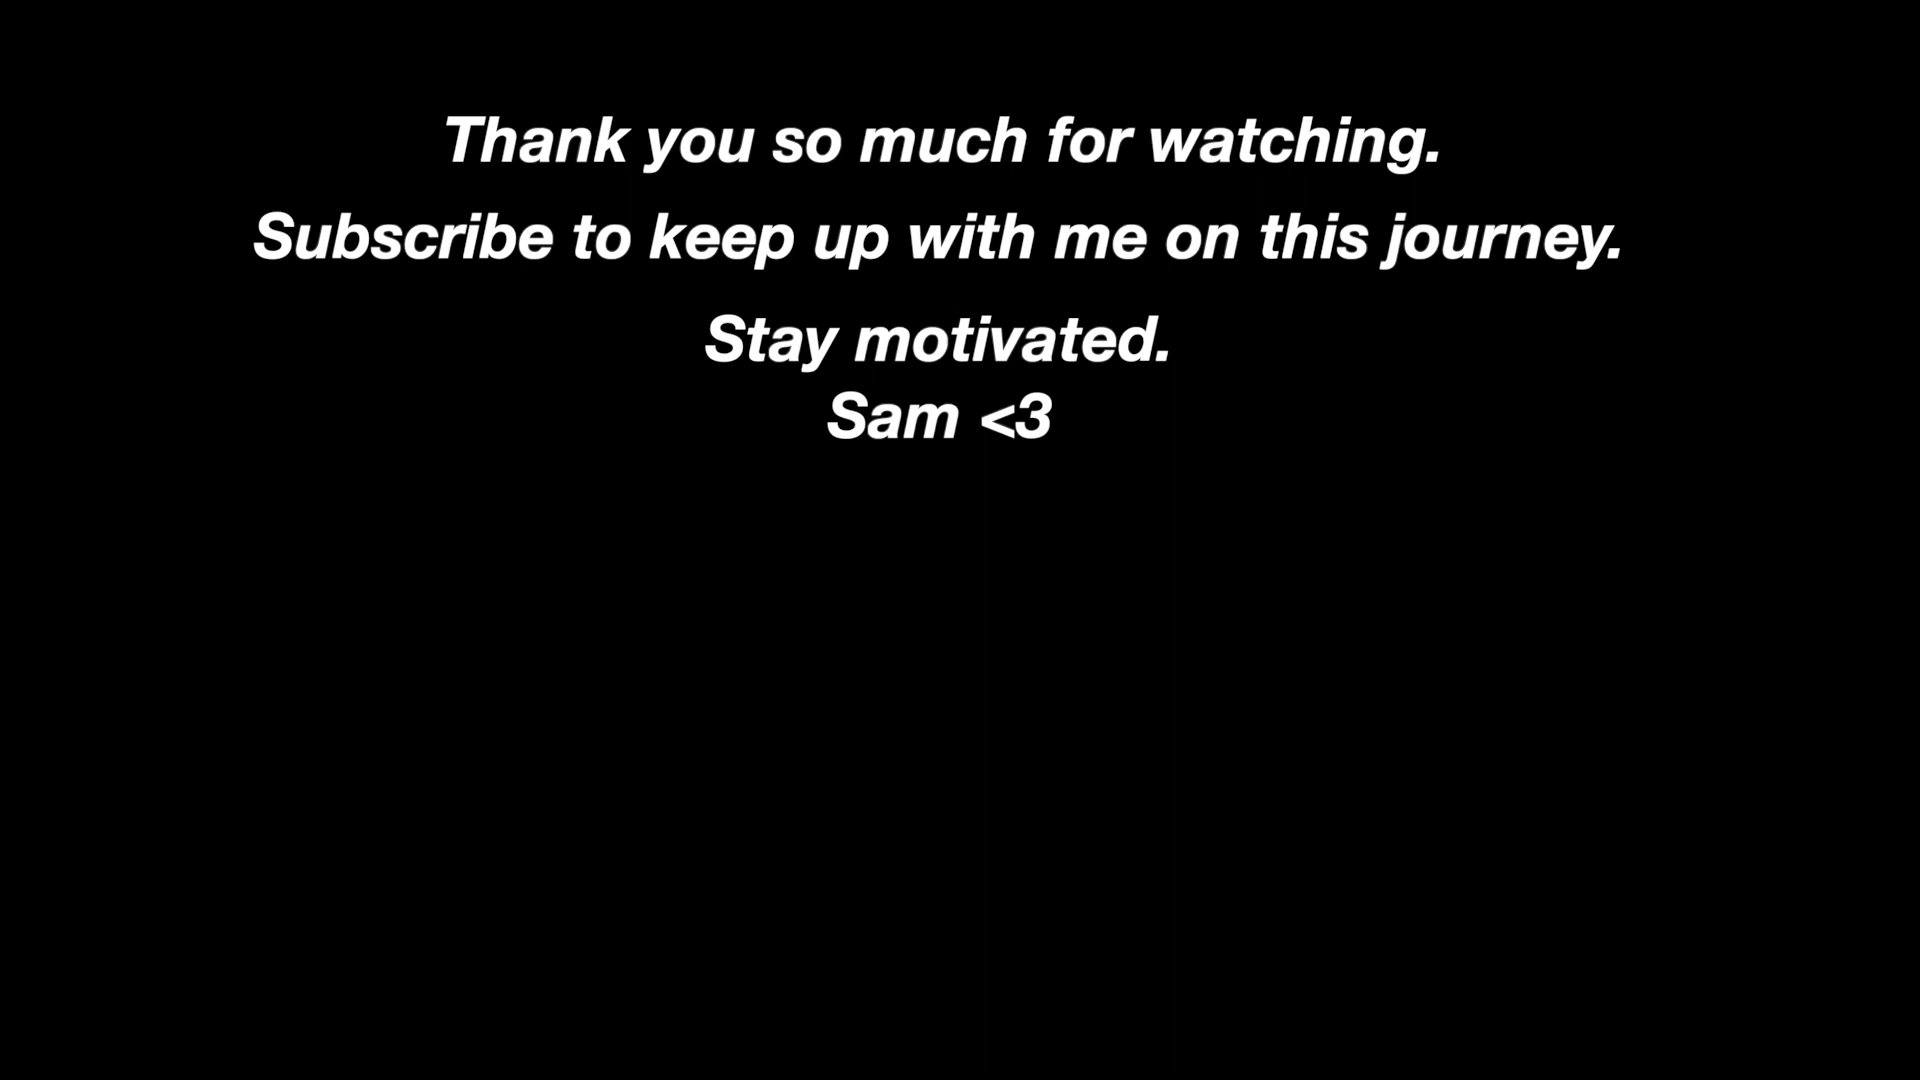 Thank you so much for watching.
Subscribe to keep up with me on this journey.
Stay motivated.
Sam <3